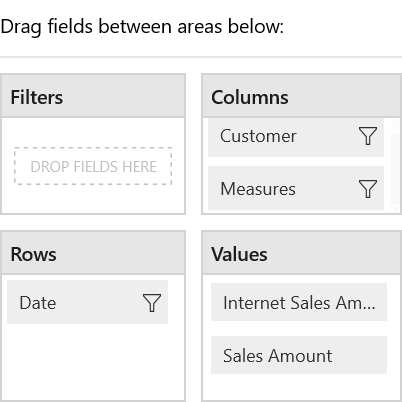 Drag fields between areas below:
Filters
DROP FIELDS HERE
Columns
Customer
Measures
Rows
Date
Values
Internet Sales Am...
Sales Amount